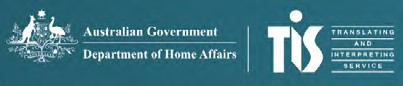 Australian Government
Department of Home Affairs
TIS
TRANSLATING
AND
INTERPRETING
SERVICE